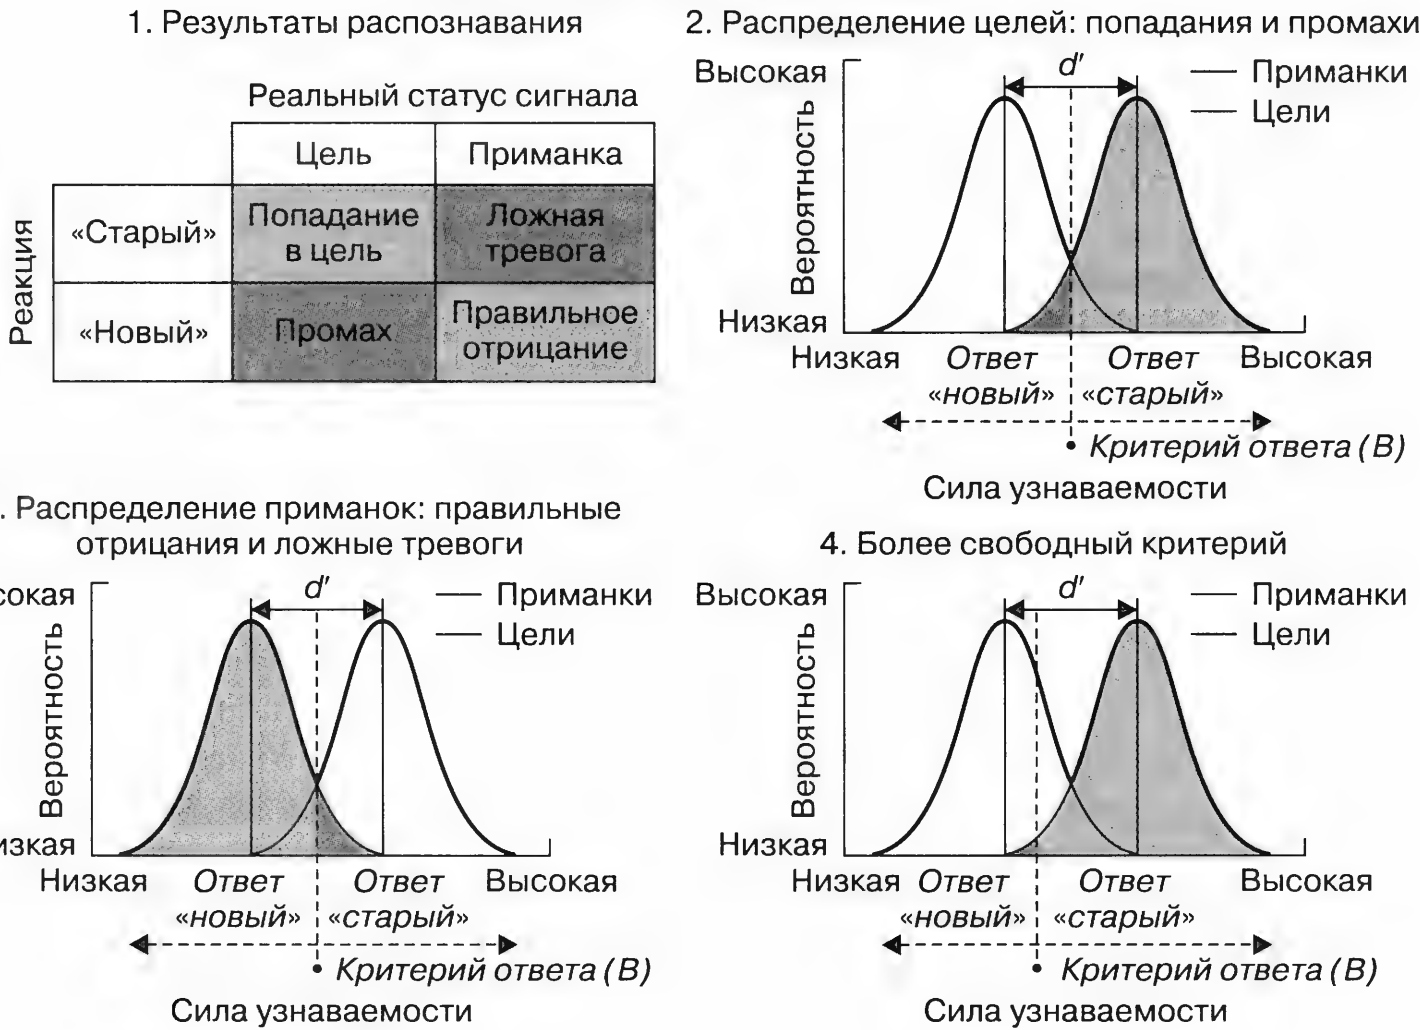 1. Результаты распознавания
Реальный статус сигнала
Цель
Приманка
Реакция
«Старый»
Попадание
в цель
Ложная
тревога
«Новый»
Промах
Правильное
отрицание
2. Распределение целей: попадания и промахи
Высокая
Вероятность
Низкая
d′
Приманки
Цели
Низкая
Ответ
«новый»
Ответ
«старый»
Высокая
Критерий ответа (В)
Сила узнаваемости
. Распределение приманок: правильные
отрицания и ложные тревоги
сокая
Вероятность
изкая
d′
Приманки
Цели
Низкая
Ответ
«новый»
Ответ
«старый»
Высокая
Критерий ответа (В)
Сила узнаваемости
4. Более свободный критерий
Высокая
Вероятность
Низкая
d′
Приманки
Цели
Низкая
Ответ
«новый»
Ответ
«старый»
Высокая
Критерий ответа (В)
Сила узнаваемости